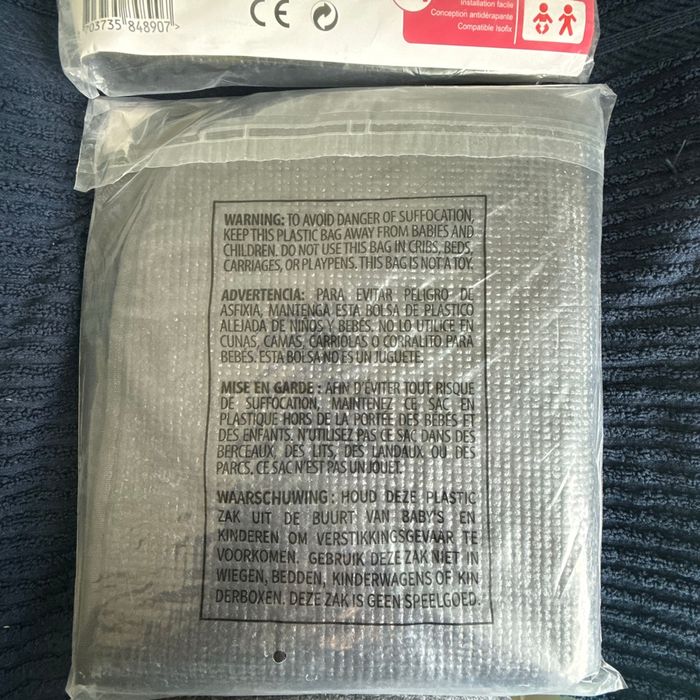 Installation facile
Conception antidérapante
Compatible Isofix
703735"848907">
CE
WARNING: TO AVOID DANGER OF SUFFOCATION,
KEEP THIS PLASTIC BAG AWAY FROM BABIES AND
CHILDREN. DO NOT USE THIS BAG IN CRIBS, BEDS,
CARRIAGES, OR PLAYPENS. THIS BAG IS NOT A TOY.
ADVERTENCIA: PARA EVITAR PELIGRO DE
ASFIXIA, MANTENGA ESTA BOLSA DE PLÁSTICO
ALEJADA DE NIÑOS Y BEBÉS. NO LO UTILICE EN
CUNAS, CAMAS, CARRIOLAS O CORRALITO PARA
BEBÉS. ESTA BOLSA NO ES UN JUGUETE.
MISE EN GARDE : AFIN D'ÉVITER TOUT RISQUE
DE SUFFOCATION, MAINTENEZ CE SAC EN
PLASTIQUE HORS DE LA PORTÉE DES BÉBÉS ET
DES ENFANTS. N'UTILISEZ PAS CE SAC DANS DES
BERCEAUX, DES LITS, DES LANDAUX OU DES
PARCS. CE SAC N'EST PAS UN JOUET.
WAARSCHUWING : HOUD DEZE PLASTIC
ZAK UIT DE BUURT VAN BABY'S EN
KINDEREN OM VERSTIKKINGSGEVAAR TE
VOORKOMEN. GEBRUIK DEZE ZAK NIET IN
WIEGEN, BEDDEN, KINDERWAGENS OF KIN
DERBOXEN. DEZE ZAK IS GEEN SPEELGOED.